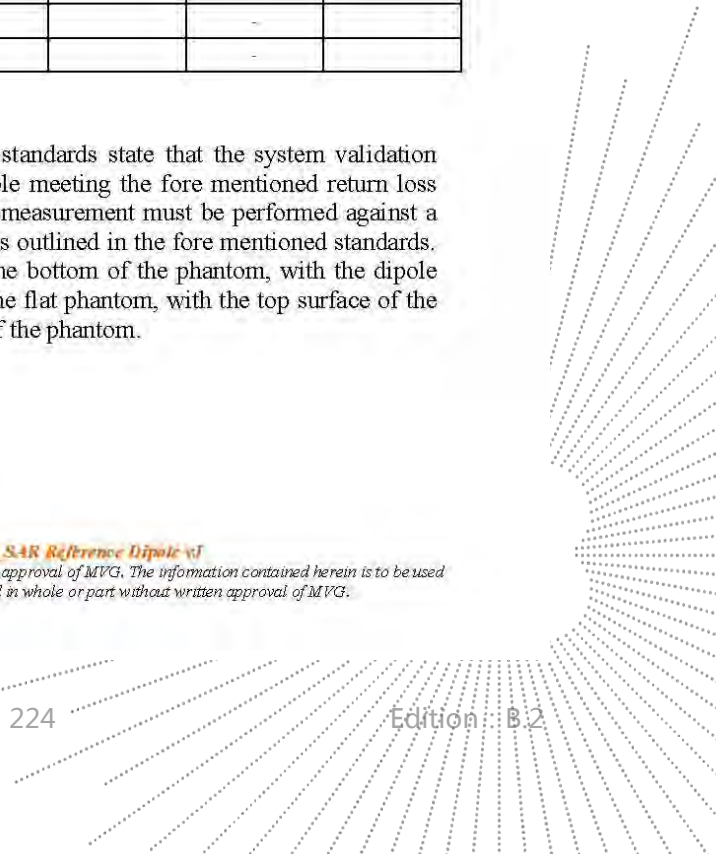 -
-
standards state that the system validation
le meeting the fore mentioned return loss
measurement must be performed against a
s outlined in the fore mentioned standards.
ne bottom of the phantom, with the dipole
ne flat phantom, with the top surface of the
f the phantom.
SAR Reference Dipole vJ
approval of MVG. The information contained herein is to be used
l in whole or part without written approval of MVG.
224 Edition : B.2